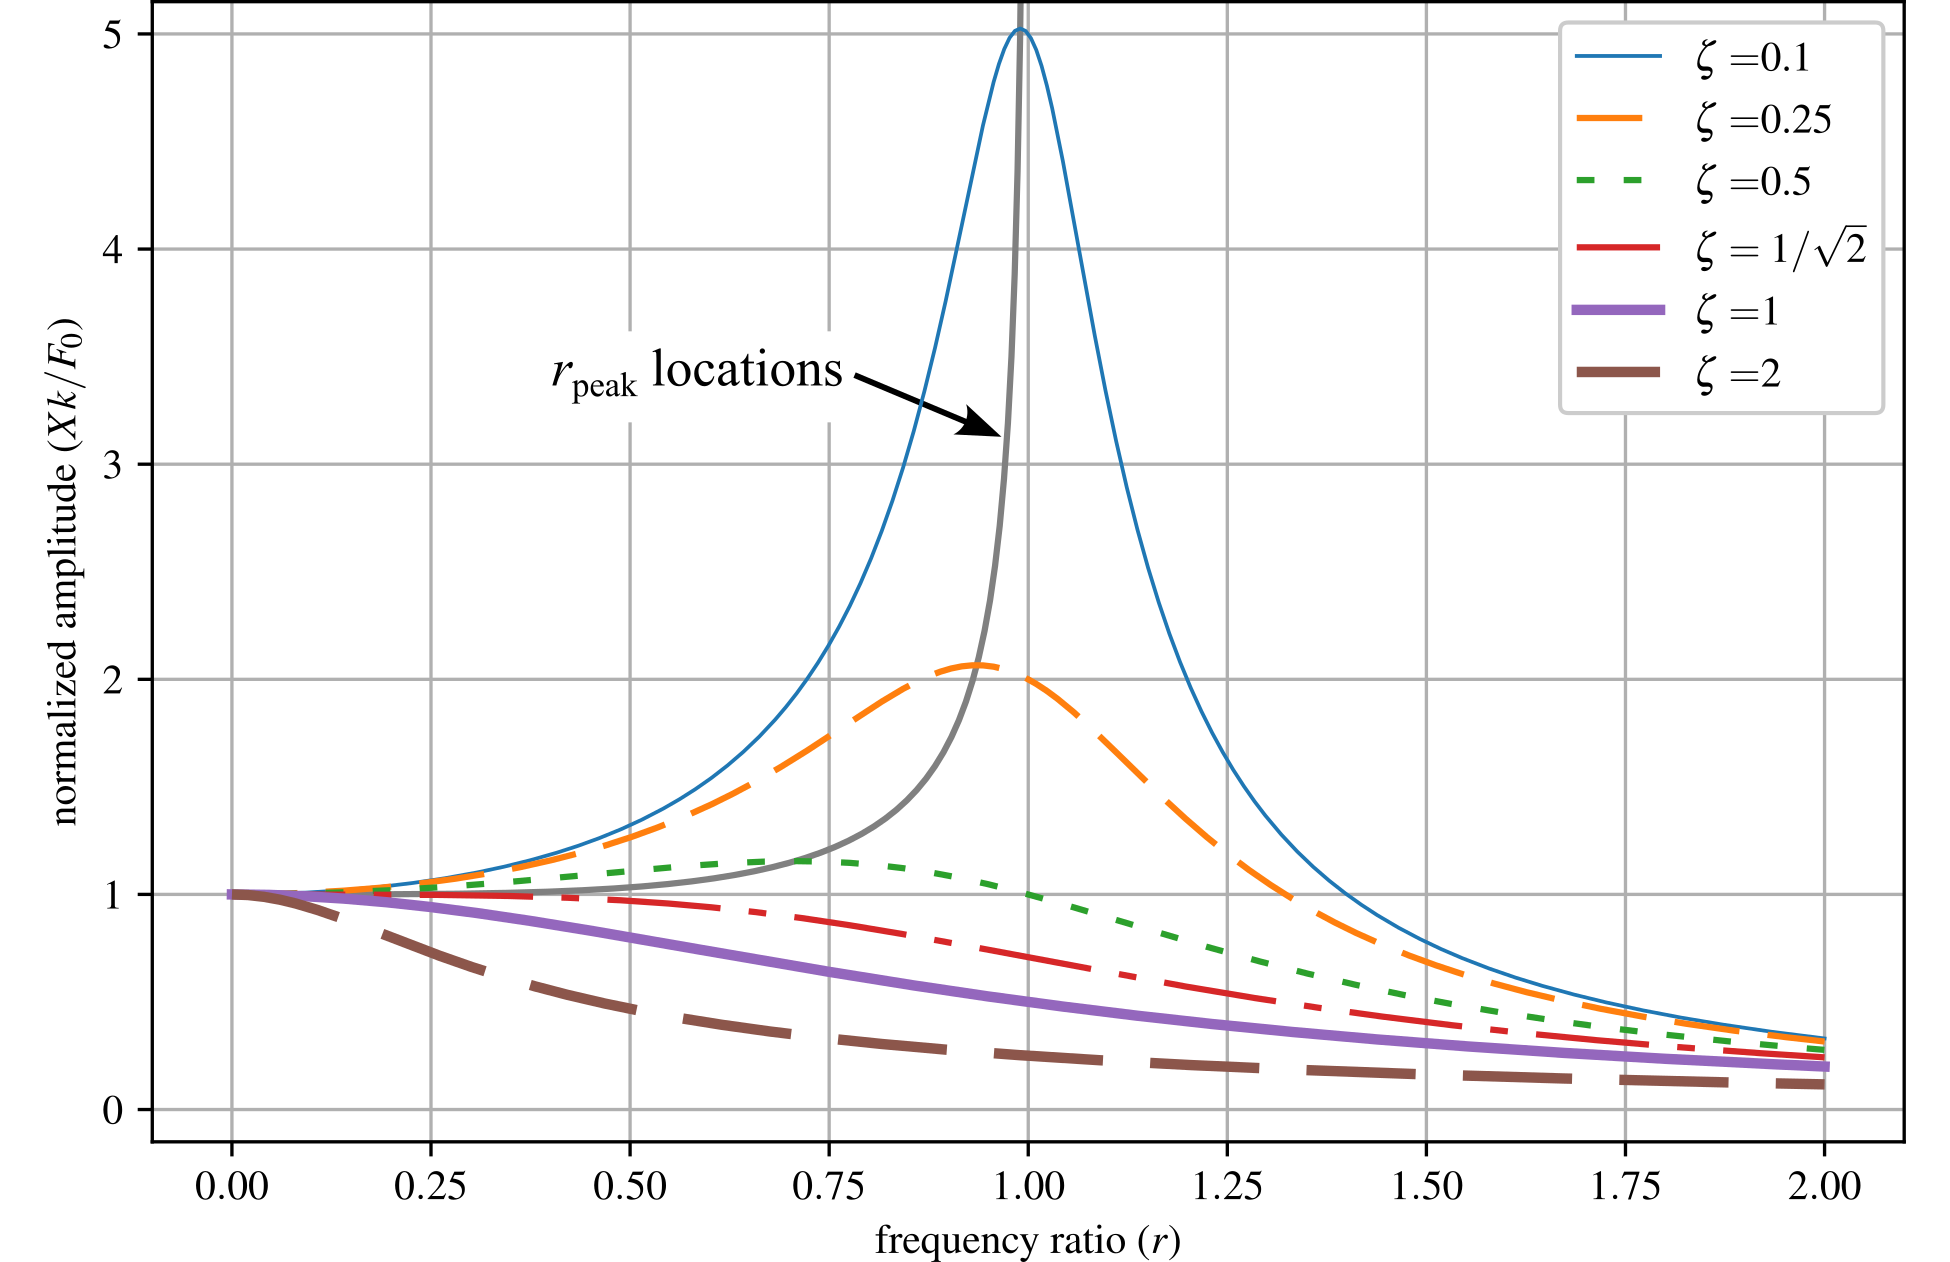 5
4
3
2
1
0
normalized amplitude (Xk/F₀)
r_peak locations
ζ =0.1
ζ =0.25
ζ =0.5
ζ = 1/√2
ζ =1
ζ =2
0.00 0.25 0.50 0.75 1.00 1.25 1.50 1.75 2.00
frequency ratio (r)